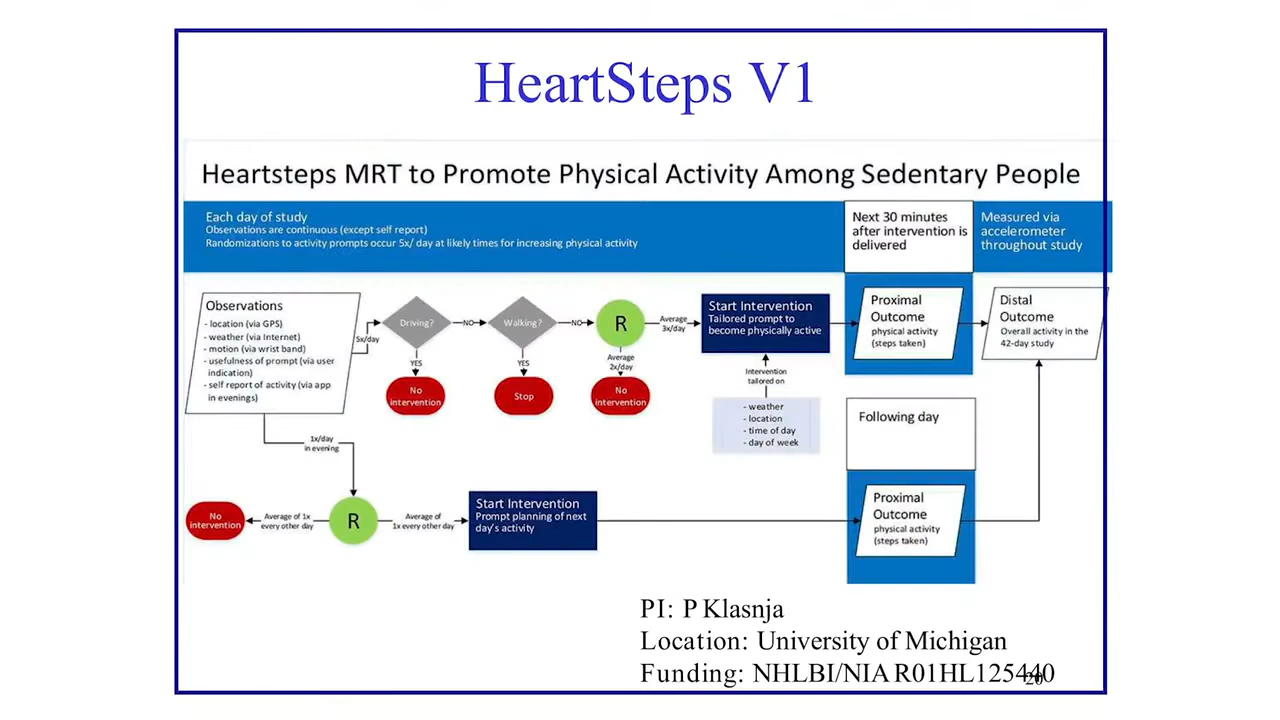 HeartSteps V1
Heartsteps MRT to Promote Physical Activity Among Sedentary People
Each day of study
Observations are continuous (except self report)
Randomizations to activity prompts occur 5x/ day at likely times for increasing physical activity
Next 30 minutes
after intervention is
delivered
Measured via
accelerometer
throughout study
Observations
- location (via GPS)
- weather (via Internet)
- motion (via wrist band)
- usefulness of prompt (via user
indication)
- self report of activity (via app
in evenings)
5x/day
Driving?
NO
Walking?
NO
R
Average
3x/day
Start Intervention
Tailored prompt to
become physically active
Proximal
Outcome
physical activity
(steps taken)
Distal
Outcome
Overall activity in the
42-day study
YES
No
intervention
YES
Stop
Average
2x/day
No
intervention
Intervention
tailored on
- weather
- location
- time of day
- day of week
Following day
1x/day
in evening
No
intervention
Average of 1x
every other day
R
Average of
1x every other day
Start Intervention
Prompt planning of next
day's activity
Proximal
Outcome
physical activity
(steps taken)
PI: P Klasnja
Location: University of Michigan
Funding: NHLBI/NIA R01HL125440
20